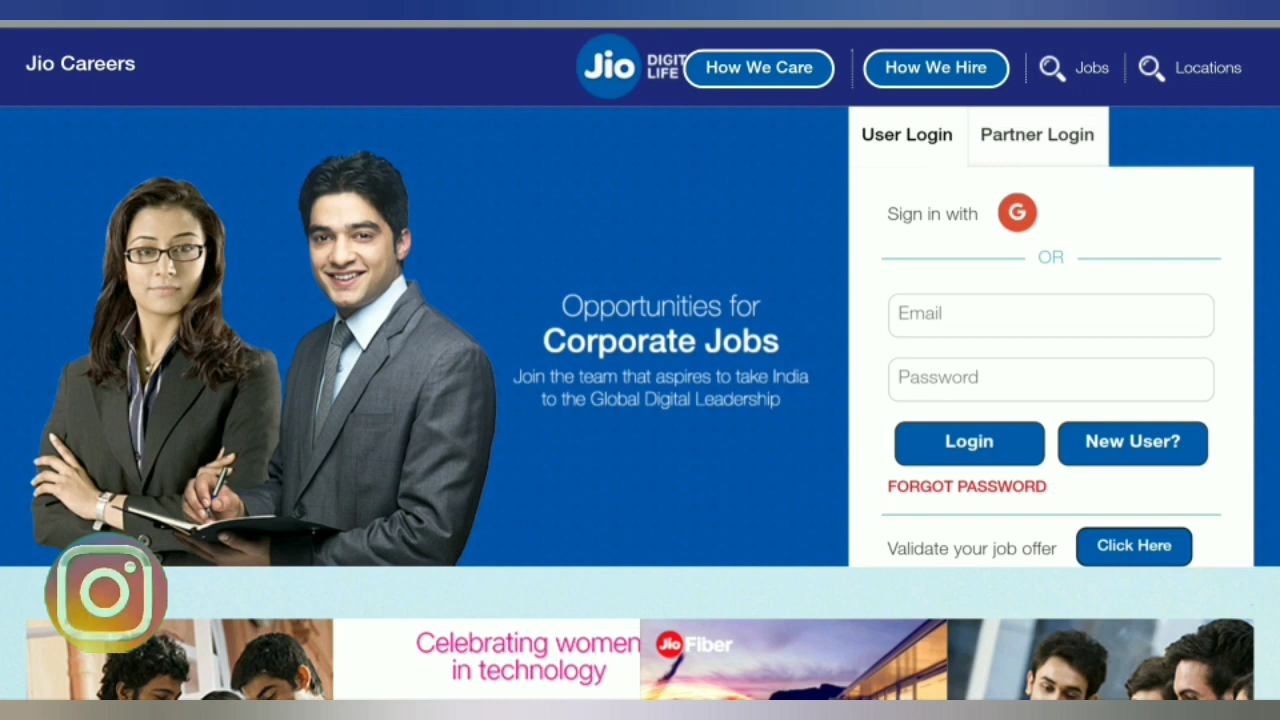 Jio Careers
Jio
DIGIT
LIFE
How We Care
How We Hire
Jobs
Locations
User Login
Partner Login
Sign in with G
OR
Email
Password
Login
New User?
FORGOT PASSWORD
Validate your job offer
Click Here
Opportunities for
Corporate Jobs
Join the team that aspires to take India
to the Global Digital Leadership
Celebrating women
in technology
Jio Fiber